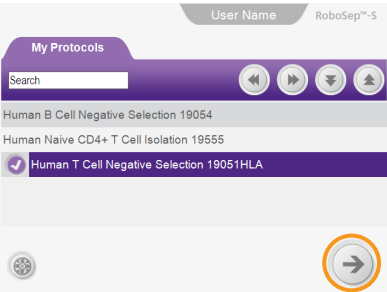 User Name
RoboSep™-S
My Protocols
Search
Human B Cell Negative Selection 19054
Human Naive CD4+ T Cell Isolation 19555
Human T Cell Negative Selection 19051HLA